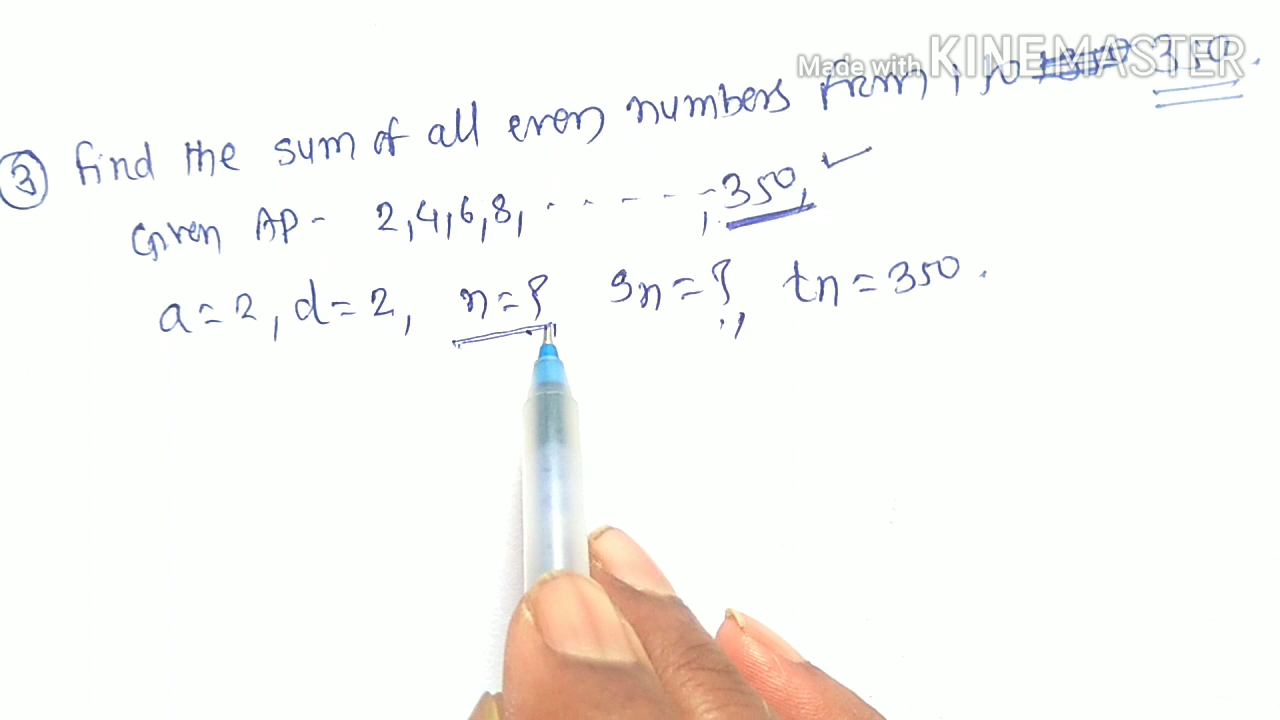 Made with KINEMASTER
③ find the sum of all even numbers from 1 to 350.
Given AP - 2,4,6,8, - - - - - -, 350,
a=2, d=2, n=? Sn=?, tn=350.